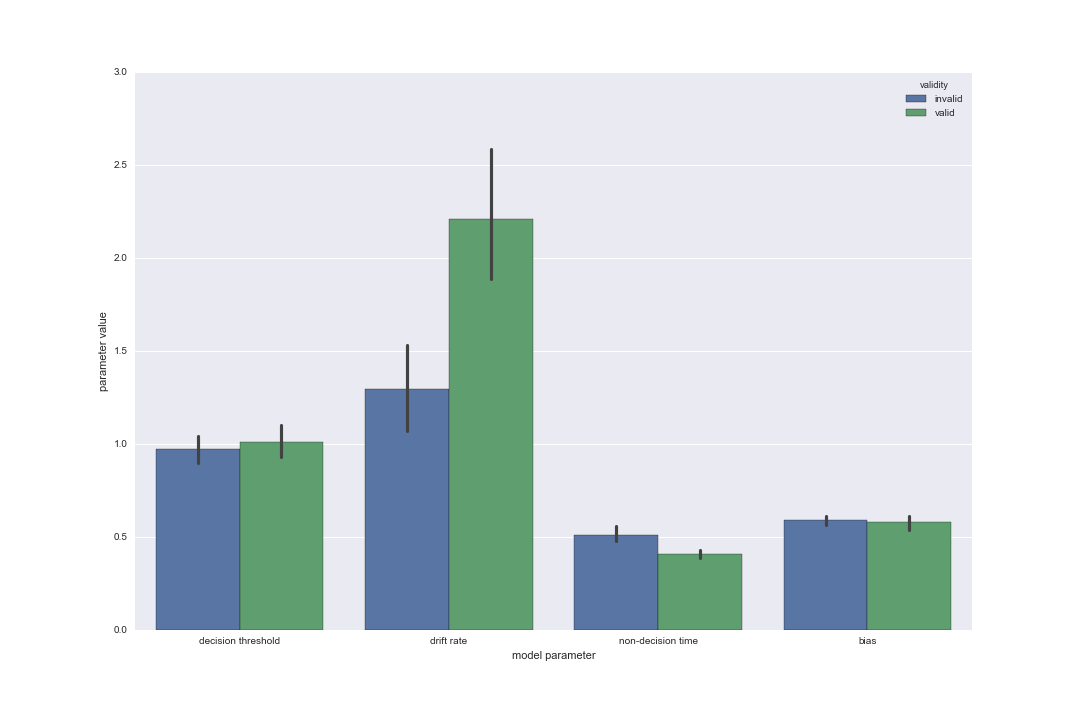 3.0
2.5
2.0
1.5
1.0
0.5
0.0
parameter value
validity
invalid
valid
decision threshold
drift rate
non-decision time
bias
model parameter